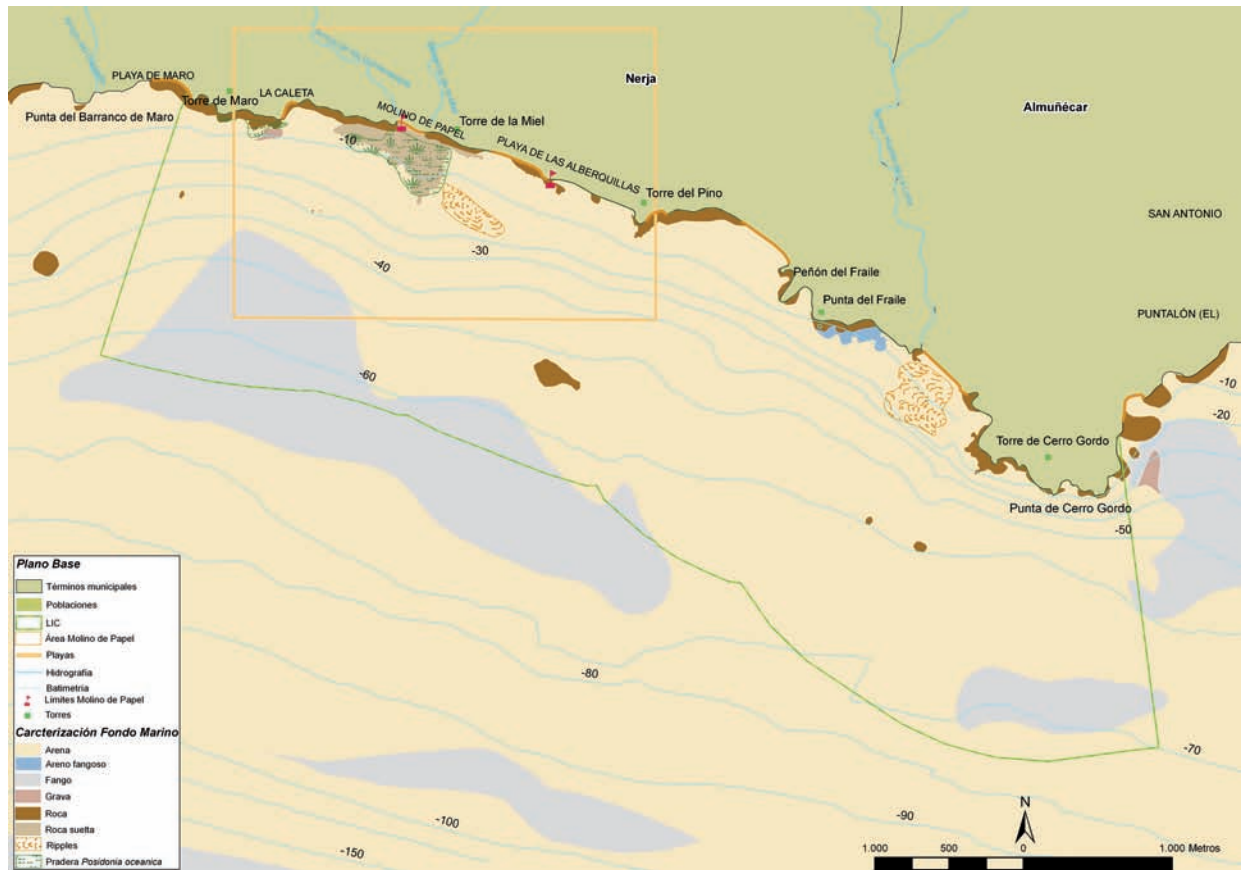 Nerja
PLAYA DE MARO
Torre de Maro
LA CALETA
Punta del Barranco de Maro
MOLINO DE PAPEL
Torre de la Miel
Almuñécar
-10
PLAYA DE LAS ALBERQUILLAS
Torre del Pino
SAN ANTONIO
-30
-40
Peñón del Fraile
Punta del Fraile
PUNTALÓN (EL)
-60
-10
-20
Torre de Cerro Gordo
Punta de Cerro Gordo
-50
-80
-70
-90
-100
-150
Plano Base
Términos municipales
Poblaciones
LIC
Área Molino de Papel
Playas
Hidrografía
Batimetría
Límites Molino de Papel
Torres
Carcterización Fondo Marino
Arena
Areno fangoso
Fango
Grava
Roca
Roca suelta
Ripples
Pradera Posidonia oceanica
N
1.000 500 0 1.000 Metros